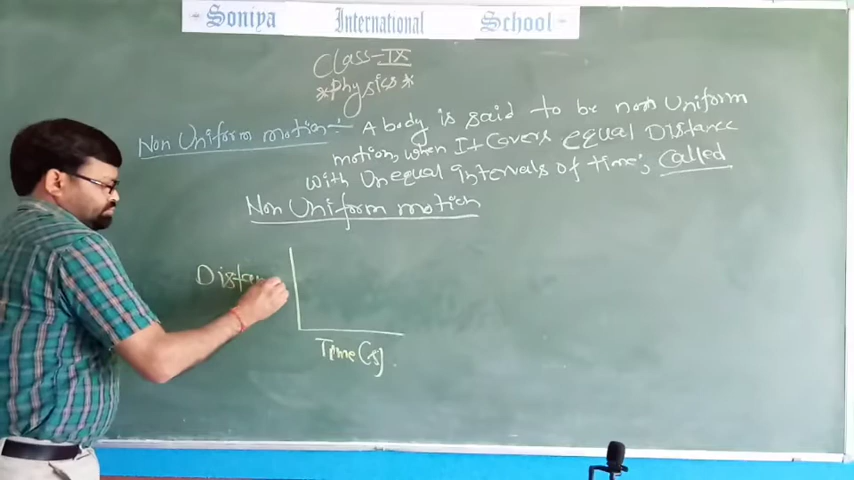 Soniya International School
Class-IX
*Physics*
Non Uniform motion:- A body is said to be non Uniform
motion, when It Covers equal Distance
with Unequal intervals of time, Called
Non Uniform motion
Distan
Time(s)